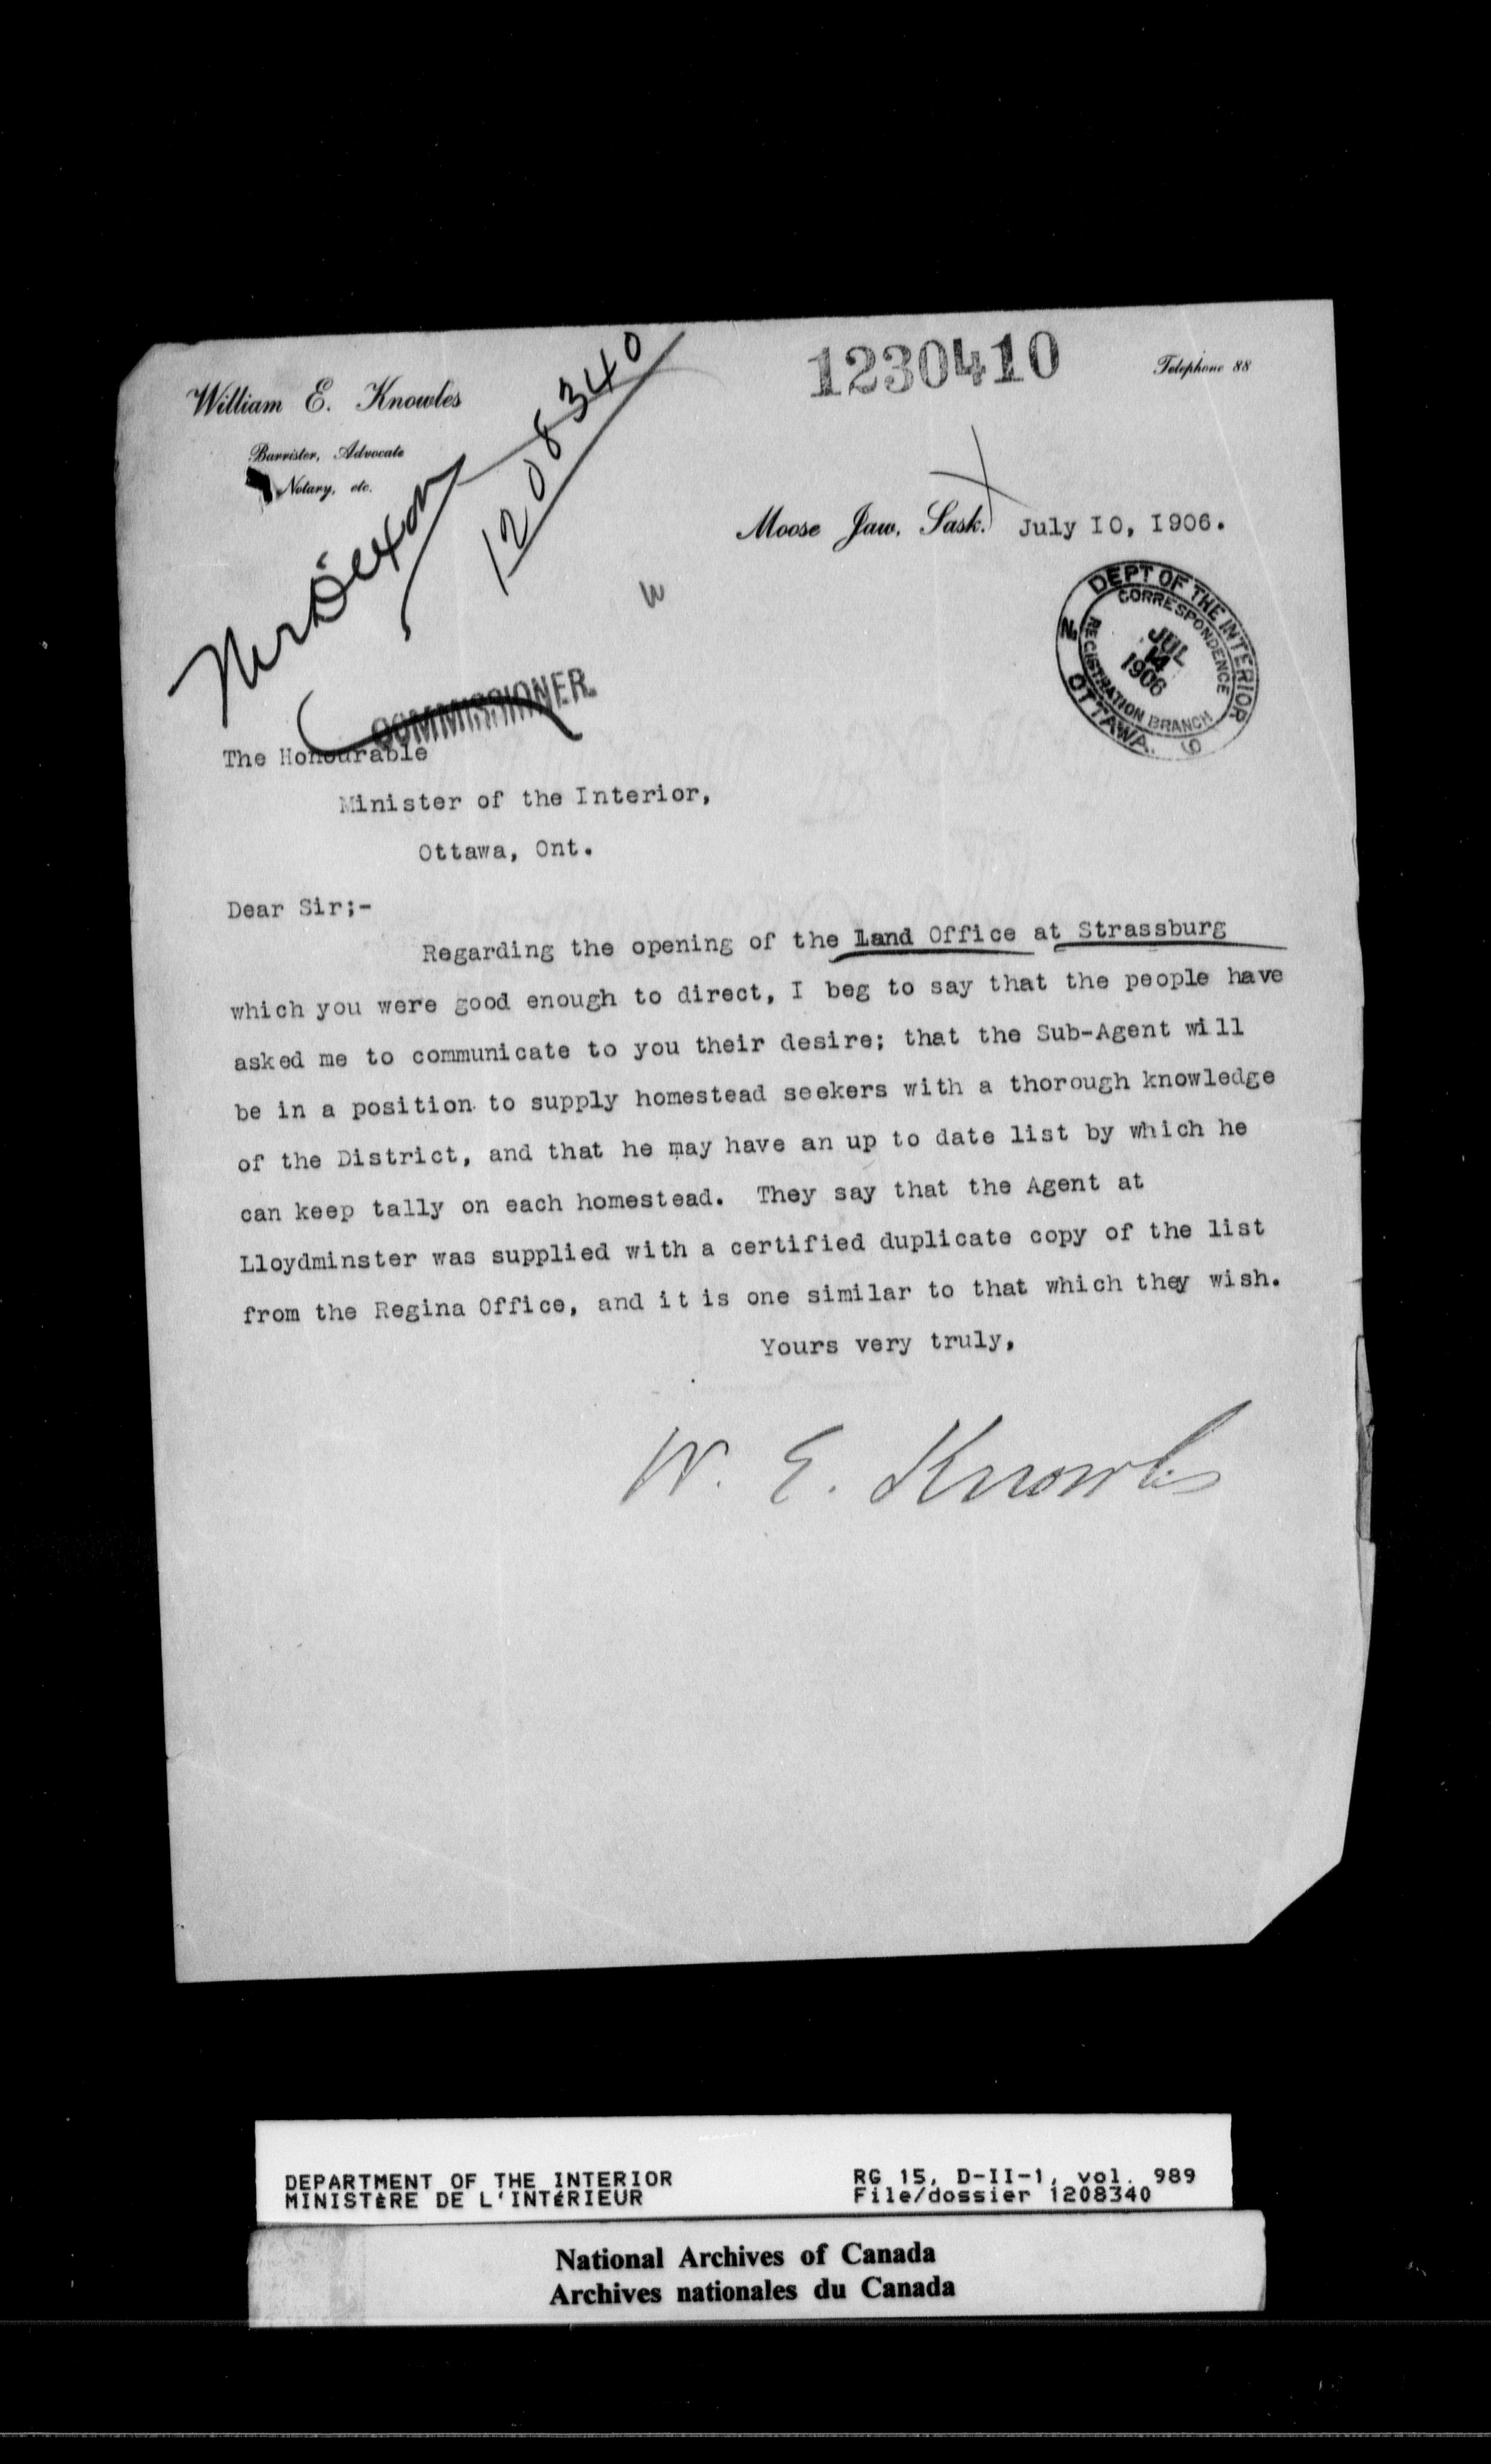 1230410
Telephone 88
William E. Knowles
Barrister, Advocate
Notary, etc.
1208340
Mr Dixon
Moose Jaw, Sask. July 10, 1906.
DEPT OF THE INTERIOR
CORRESPONDENCE
JUL
14
1906
REGISTRATION BRANCH
OTTAWA.
COMMISSIONER.
The Honourable
Minister of the Interior,
Ottawa, Ont.
Dear Sir;-
Regarding the opening of the Land Office at Strassburg
which you were good enough to direct, I beg to say that the people have
asked me to communicate to you their desire; that the Sub-Agent will
be in a position to supply homestead seekers with a thorough knowledge
of the District, and that he may have an up to date list by which he
can keep tally on each homestead. They say that the Agent at
Lloydminster was supplied with a certified duplicate copy of the list
from the Regina Office, and it is one similar to that which they wish.
Yours very truly,
W. E. Knowles
DEPARTMENT OF THE INTERIOR RG 15, D-II-1, vol. 989
MINISTÈRE DE L'INTÉRIEUR File/dossier 1208340
National Archives of Canada
Archives nationales du Canada